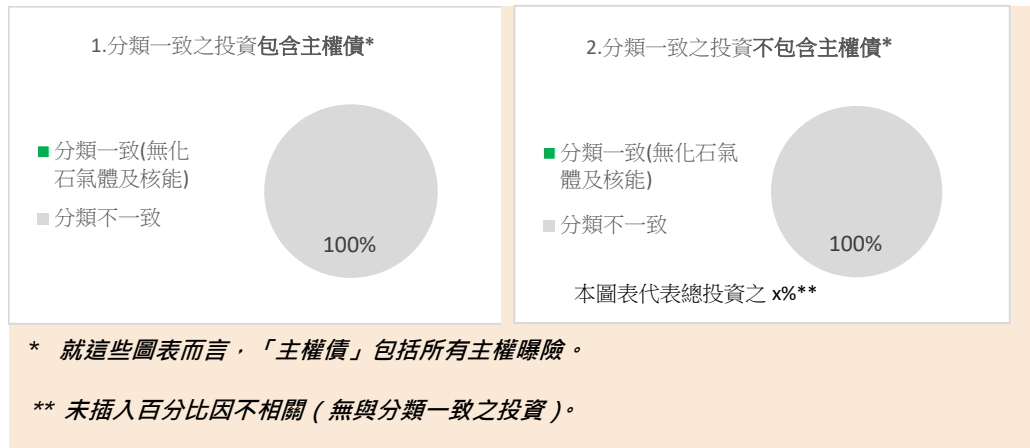 1.分類一致之投資包含主權債*
分類一致(無化
石氣體及核能)
分類不一致
100%
2.分類一致之投資不包含主權債*
分類一致(無化石氣
體及核能)
分類不一致
100%
本圖表代表總投資之 x%**
* 就這些圖表而言，「主權債」包括所有主權曝險。
** 未插入百分比因不相關（無與分類一致之投資）。